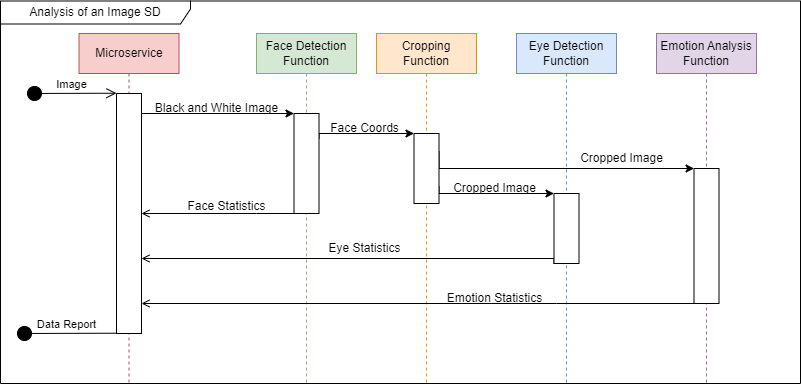 Analysis of an Image SD
Microservice
Face Detection
Function
Cropping
Function
Eye Detection
Function
Emotion Analysis
Function
Image
Black and White Image
Face Coords
Cropped Image
Cropped Image
Face Statistics
Eye Statistics
Emotion Statistics
Data Report